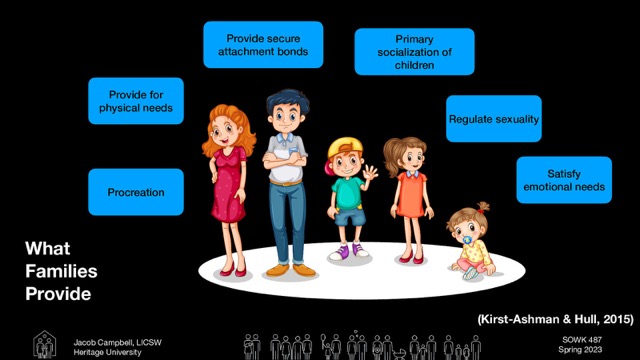 Provide secure
attachment bonds
Primary
socialization of
children
Provide for
physical needs
Regulate sexuality
Procreation
Satisfy
emotional needs
What
Families
Provide
(Kirst-Ashman & Hull, 2015)
Jacob Campbell, LICSW
Heritage University
SOWK 487
Spring 2023